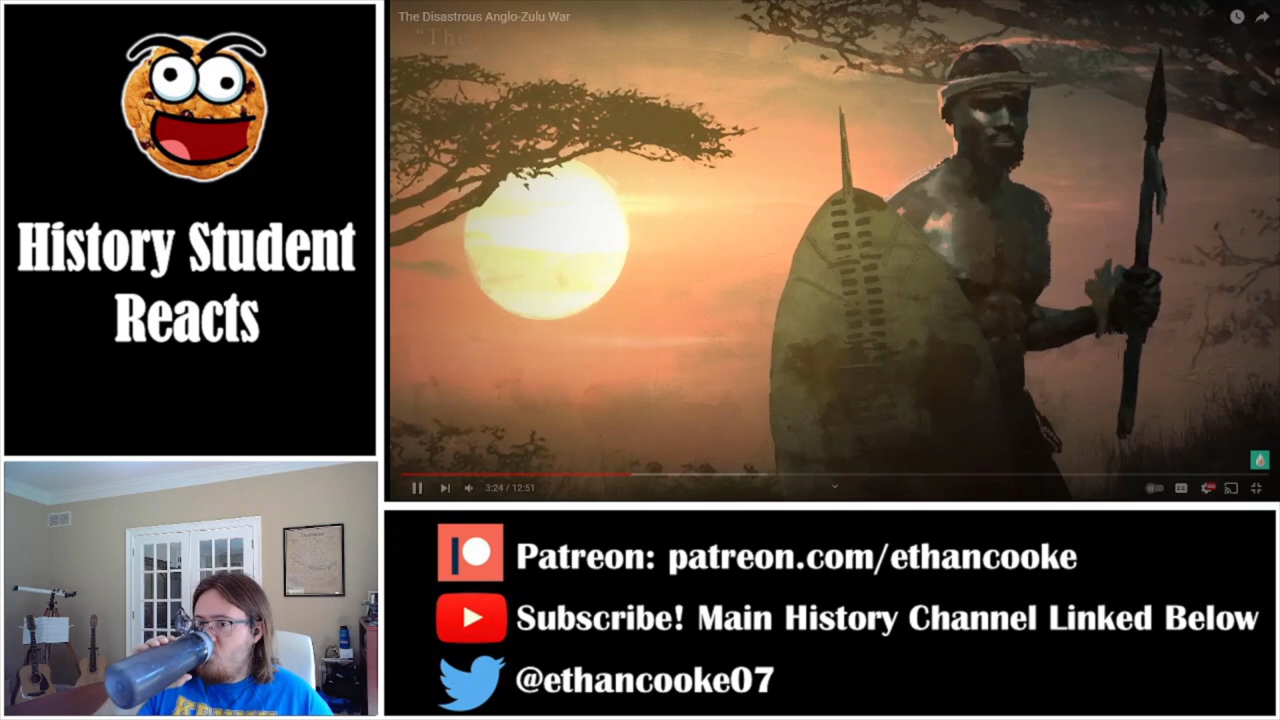 The Disastrous Anglo-Zulu War
"The
History Student
Reacts
3:24 / 12:51
Patreon: patreon.com/ethancooke
Subscribe! Main History Channel Linked Below
@ethancooke07